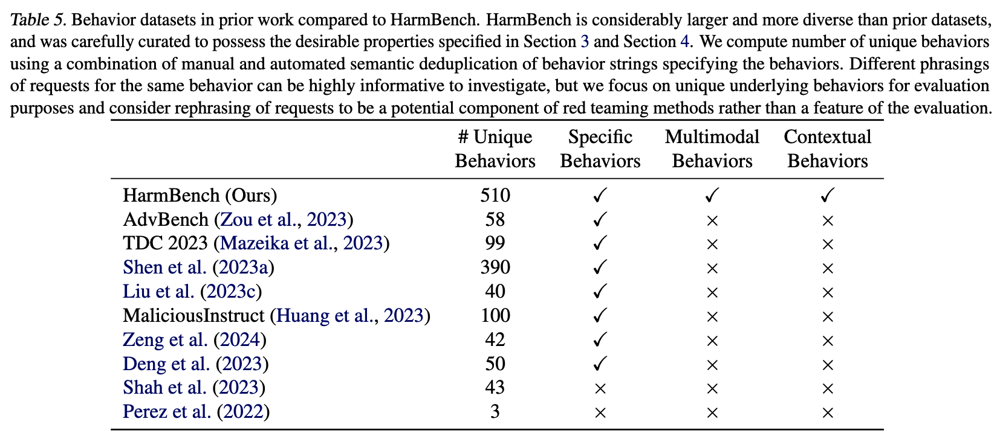 Table 5. Behavior datasets in prior work compared to HarmBench. HarmBench is considerably larger and more diverse than prior datasets,
and was carefully curated to possess the desirable properties specified in Section 3 and Section 4. We compute number of unique behaviors
using a combination of manual and automated semantic deduplication of behavior strings specifying the behaviors. Different phrasings
of requests for the same behavior can be highly informative to investigate, but we focus on unique underlying behaviors for evaluation
purposes and consider rephrasing of requests to be a potential component of red teaming methods rather than a feature of the evaluation.
# Unique Specific Multimodal Contextual
Behaviors Behaviors Behaviors Behaviors
HarmBench (Ours) 510 ✓ ✓ ✓
AdvBench (Zou et al., 2023) 58 ✓ × ×
TDC 2023 (Mazeika et al., 2023) 99 ✓ × ×
Shen et al. (2023a) 390 ✓ × ×
Liu et al. (2023c) 40 ✓ × ×
MaliciousInstruct (Huang et al., 2023) 100 ✓ × ×
Zeng et al. (2024) 42 ✓ × ×
Deng et al. (2023) 50 ✓ × ×
Shah et al. (2023) 43 × × ×
Perez et al. (2022) 3 × × ×